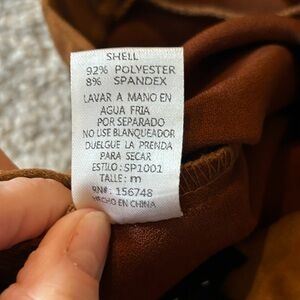 SHELL
92% POLYESTER
8% SPANDEX
LAVAR A MANO EN
AGUA FRIA
POR SEPARADO
NO USE BLANQUEADOR
DUELGUE LA PRENDA
PARA SECAR
ESTILO: SP1001
TALLE: m
RN#: 156748
HECHO EN CHINA